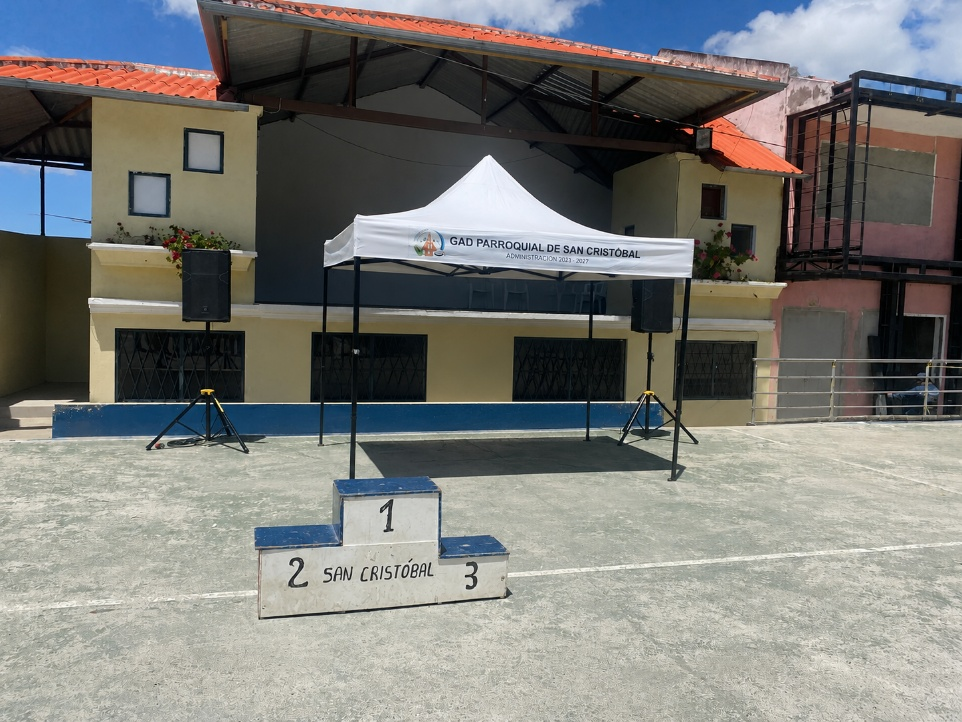 GAD PARROQUIAL DE SAN CRISTÓBAL
ADMINISTRACIÓN 2023 - 2027
1
2 SAN CRISTÓBAL 3